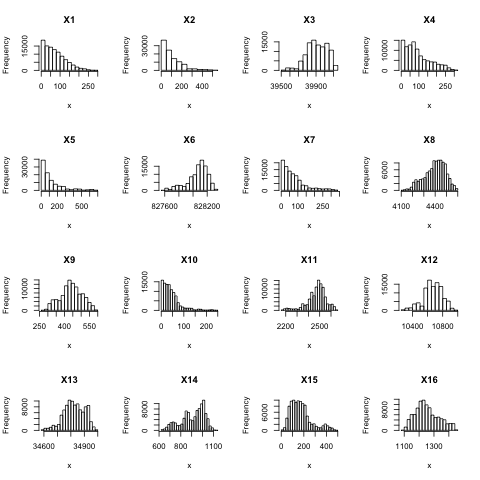 X1 X2 X3 X4
Frequency Frequency Frequency Frequency
0 15000 0 30000 0 15000 0 10000
0 100 250 0 200 400 39500 39900 0 100 250
x x x x
X5 X6 X7 X8
Frequency Frequency Frequency Frequency
0 30000 0 15000 0 15000 0 6000
0 200 500 827600 828200 0 100 250 4100 4400
x x x x
X9 X10 X11 X12
Frequency Frequency Frequency Frequency
0 10000 0 15000 0 10000 0 15000
250 400 550 0 100 200 2200 2500 10400 10800
x x x x
X13 X14 X15 X16
Frequency Frequency Frequency Frequency
0 8000 0 8000 0 6000 0 8000
34600 34900 600 800 1100 0 100 200 400 1100 1300
x x x x